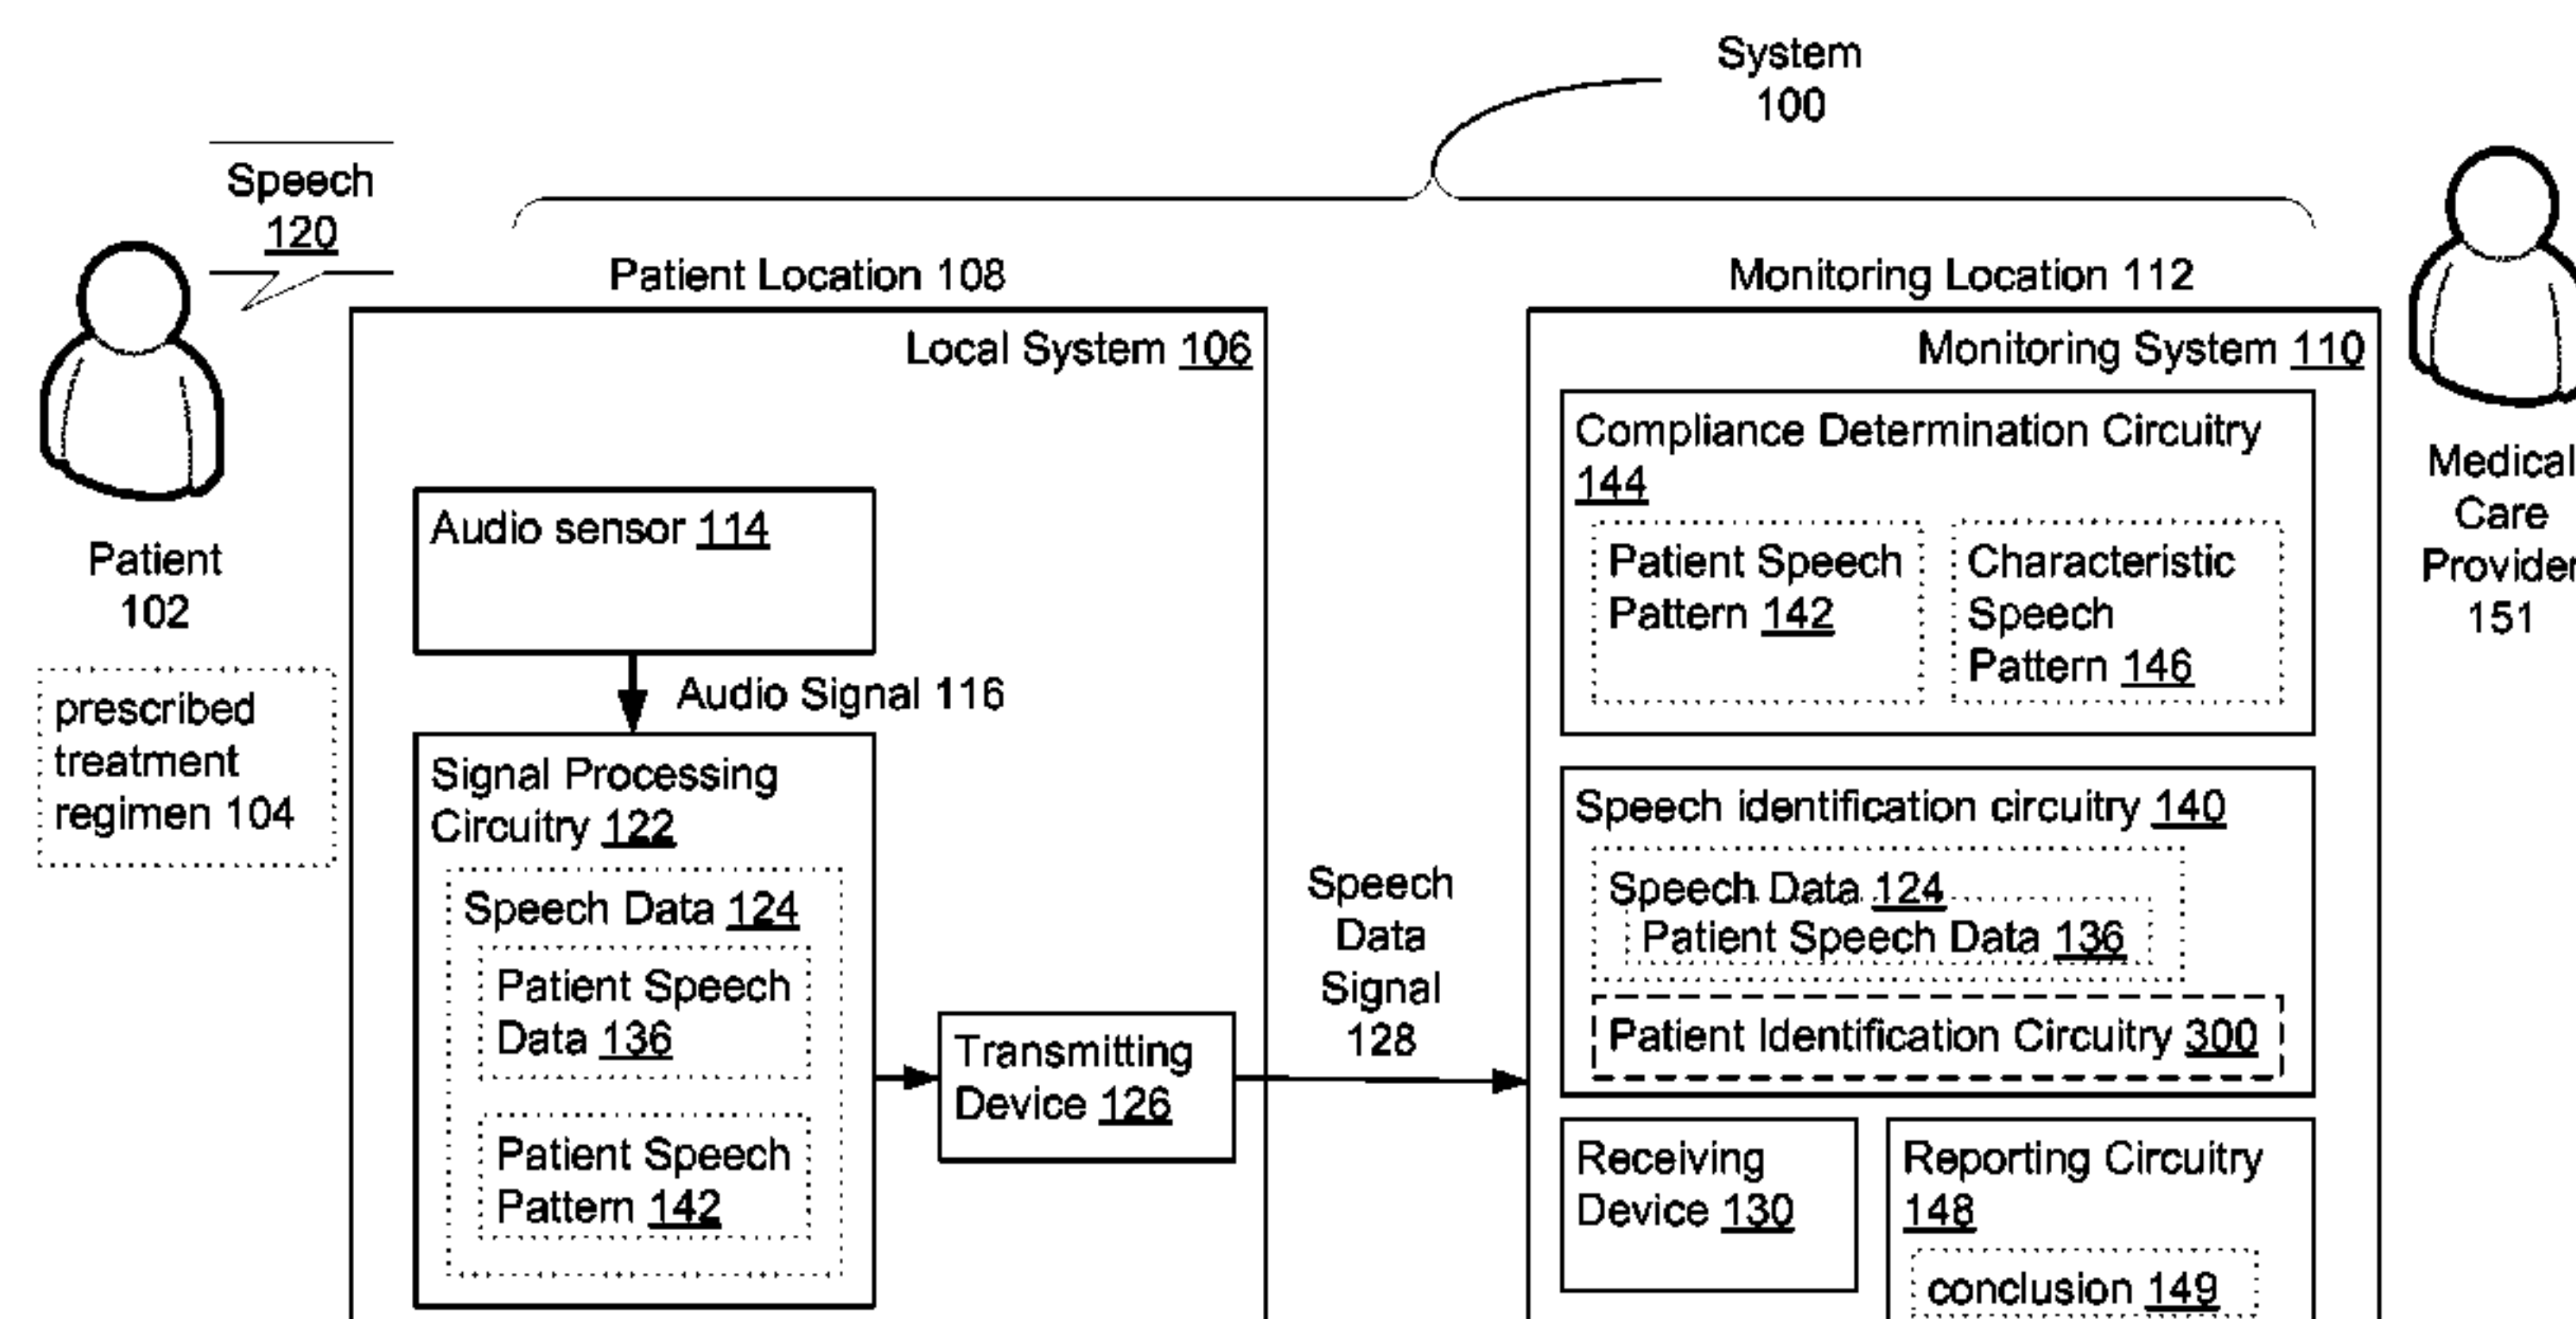 System
100
Speech
120
Patient Location 108
Monitoring Location 112
Patient
102
prescribed
treatment
regimen 104
Local System 106
Audio sensor 114
Audio Signal 116
Signal Processing
Circuitry 122
Speech Data 124
Patient Speech
Data 136
Patient Speech
Pattern 142
Transmitting
Device 126
Speech
Data
Signal
128
Monitoring System 110
Compliance Determination Circuitry
144
Patient Speech
Pattern 142
Characteristic
Speech
Pattern 146
Speech identification circuitry 140
Speech Data 124
Patient Speech Data 136
Patient Identification Circuitry 300
Receiving
Device 130
Reporting Circuitry
148
conclusion 149
Medical
Care
Provider
151